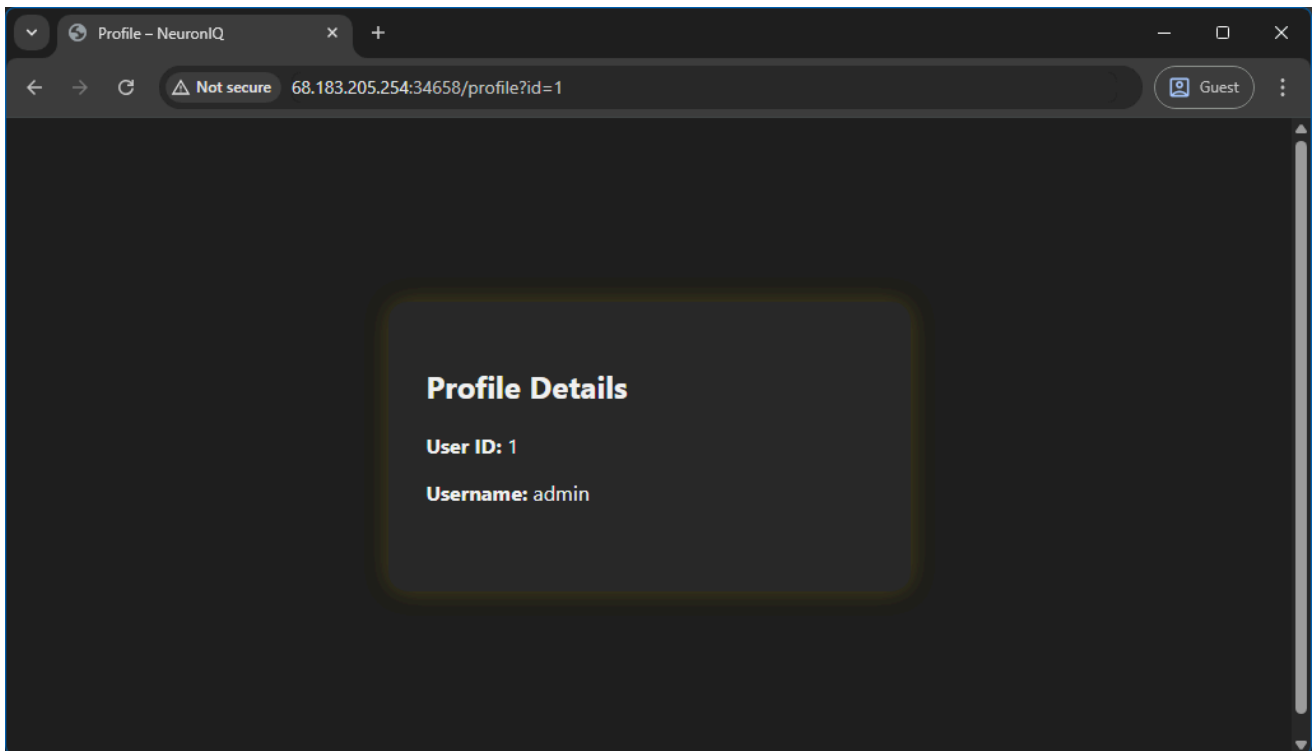 Profile – NeuronIQ
Not secure 68.183.205.254:34658/profile?id=1 Guest
Profile Details
User ID: 1
Username: admin